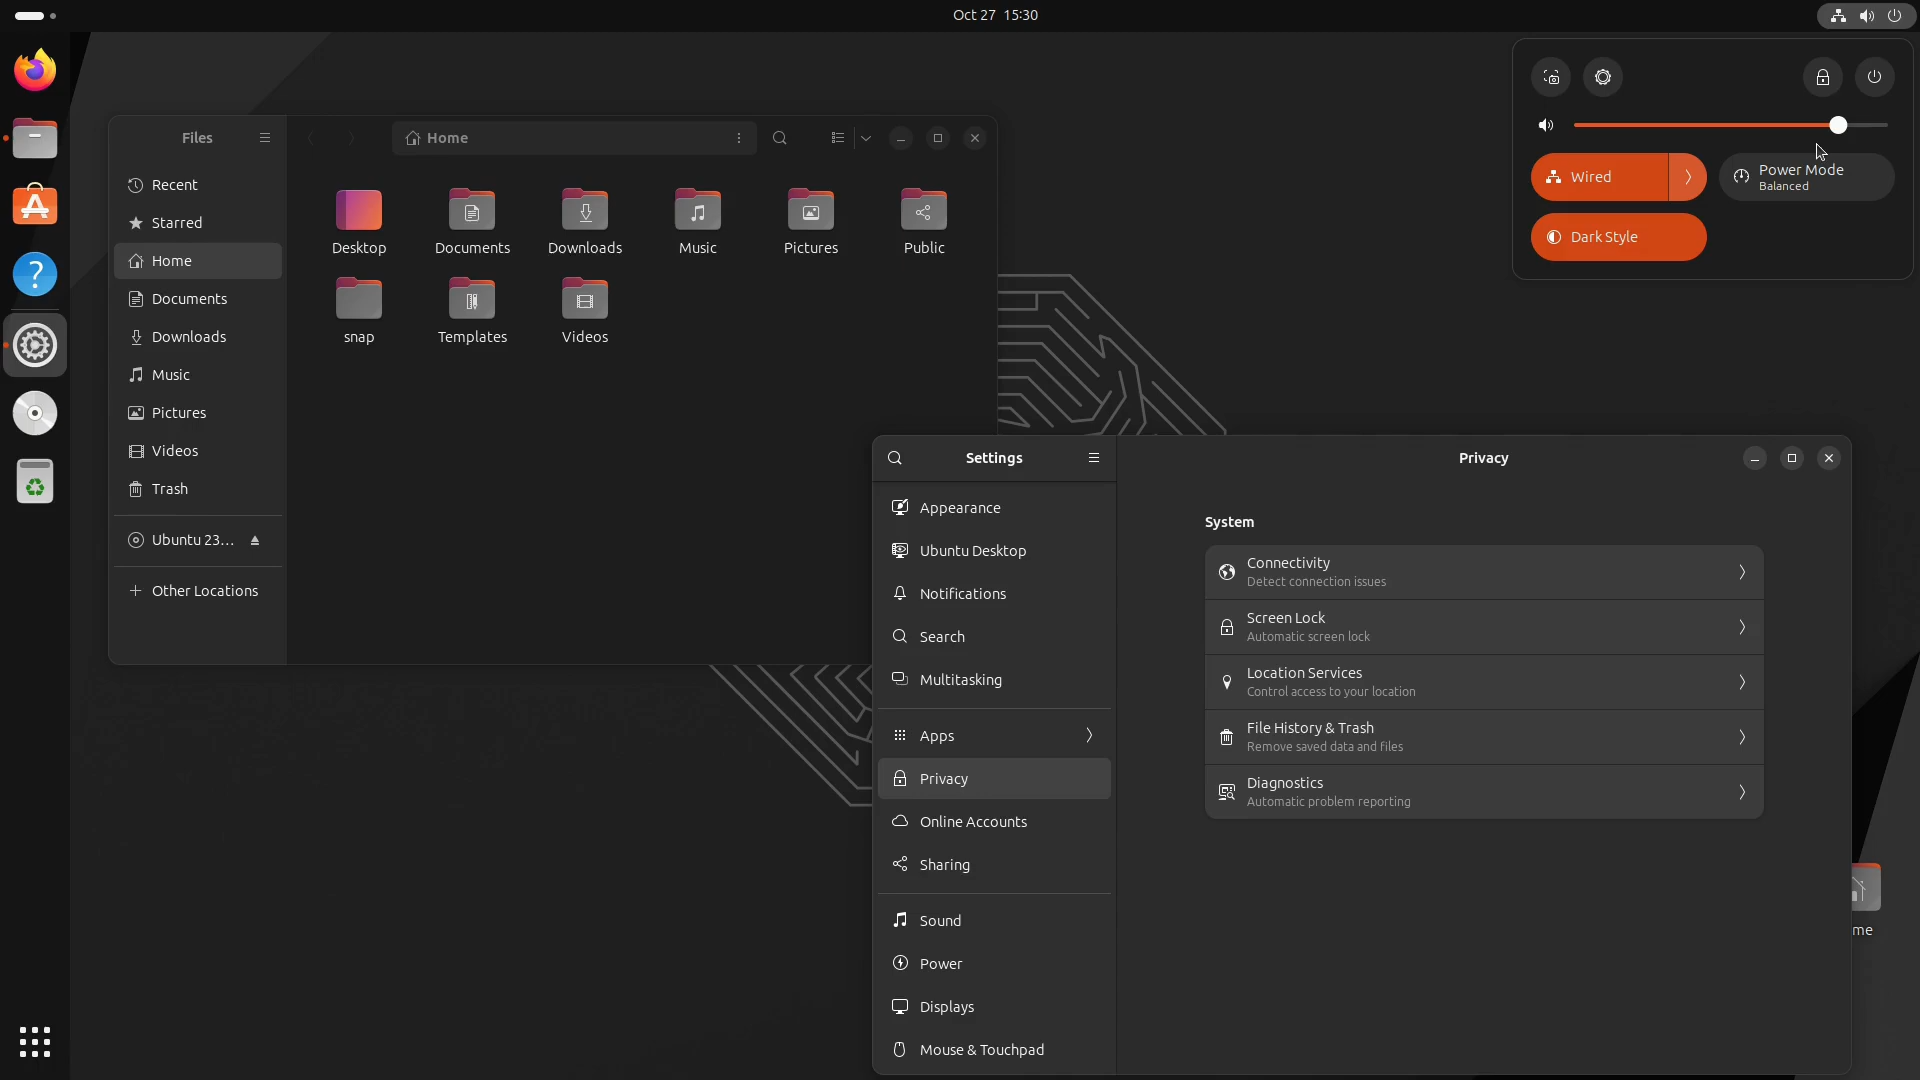 Oct 27 15:30
Files
Home
Recent
Starred
Home
Documents
Downloads
Music
Pictures
Videos
Trash
Ubuntu 23...
Other Locations
Desktop
Documents
Downloads
Music
Pictures
Public
snap
Templates
Videos
Wired
Power Mode
Balanced
Dark Style
Settings
Appearance
Ubuntu Desktop
Notifications
Search
Multitasking
Apps
Privacy
Online Accounts
Sharing
Sound
Power
Displays
Mouse & Touchpad
Privacy
System
Connectivity
Detect connection issues
Screen Lock
Automatic screen lock
Location Services
Control access to your location
File History & Trash
Remove saved data and files
Diagnostics
Automatic problem reporting
me